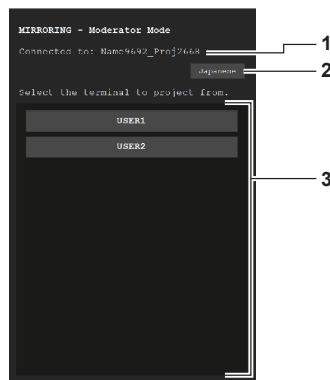 MIRRORING - Moderator Mode
Connected to: Name9692_Proj2668
1
Japanese
2
Select the terminal to project from.
USER1
USER2
3